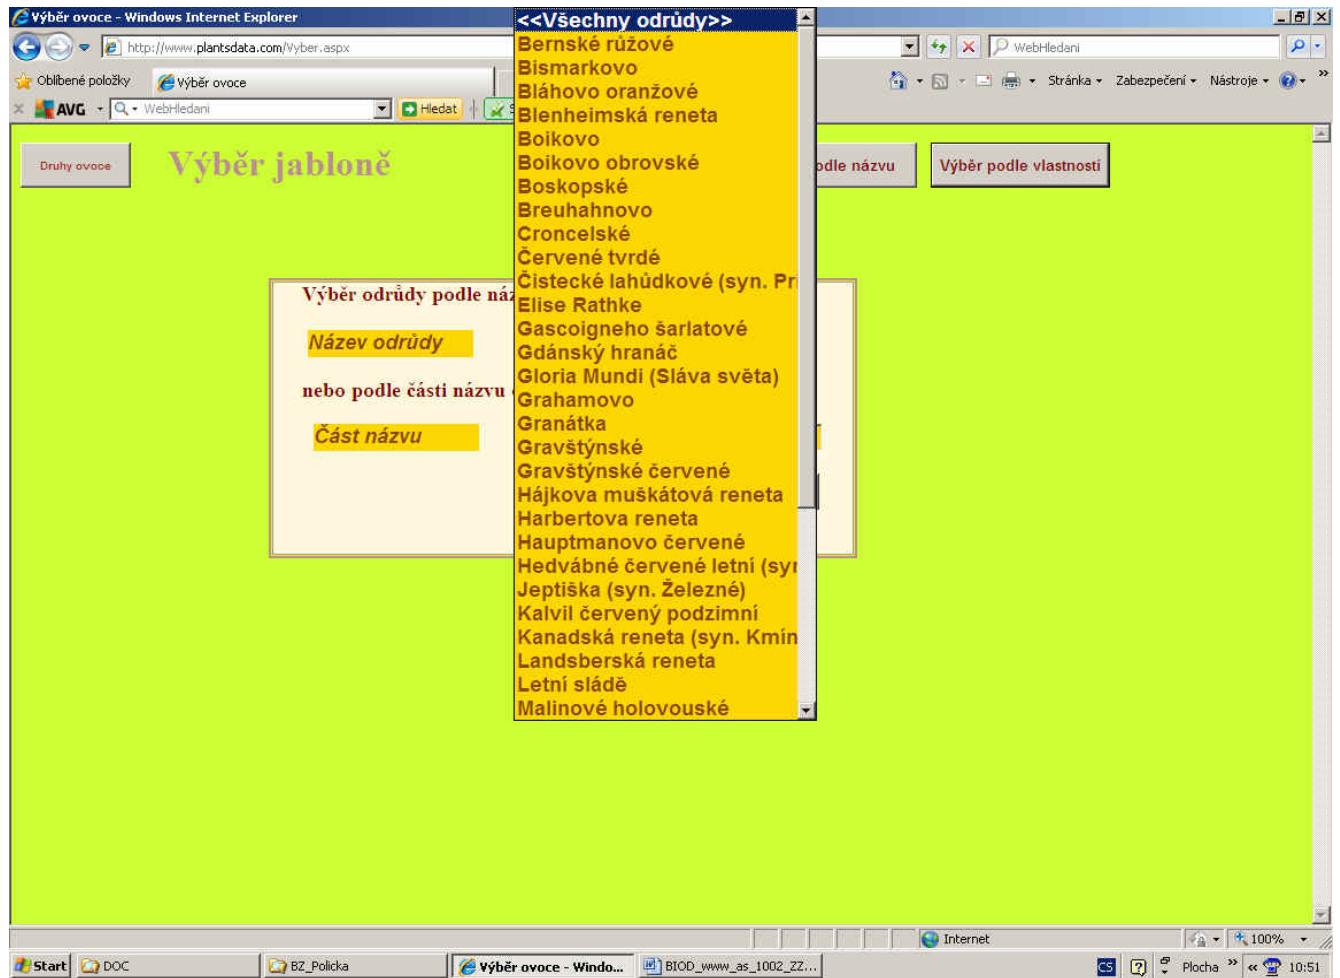 Výběr ovoce - Windows Internet Explorer
http://www.plantsdata.com/Vyber.aspx
WebHledani
Oblíbené položky
Výběr ovoce
Stránka
Zabezpečení
Nástroje
»
AVG
WebHledani
Hledat
Druhy ovoce
Výběr jabloně
odle názvu
Výběr podle vlastností
Výběr odrůdy podle náz
Název odrůdy
nebo podle části názvu
Část názvu
<<Všechny odrůdy>>
Bernské růžové
Bismarkovo
Bláhovo oranžové
Blenheimská reneta
Boikovo
Boikovo obrovské
Boskopské
Breuhahnovo
Croncelské
Červené tvrdé
Čistecké lahůdkové (syn. Pri
Elise Rathke
Gascoigneho šarlatové
Gdánský hranáč
Gloria Mundi (Sláva světa)
Grahamovo
Granátka
Gravštýnské
Gravštýnské červené
Hájkova muškátová reneta
Harbertova reneta
Hauptmanovo červené
Hedvábné červené letní (syn
Jeptiška (syn. Železné)
Kalvil červený podzimní
Kanadská reneta (syn. Kmín
Landsberská reneta
Letní sládě
Malinové holovouské
Internet
100%
Start
DOC
BZ_Policka
Výběr ovoce - Windo...
BIOD_www_as_1002_ZZ...
CS
Plocha
»
«
10:51